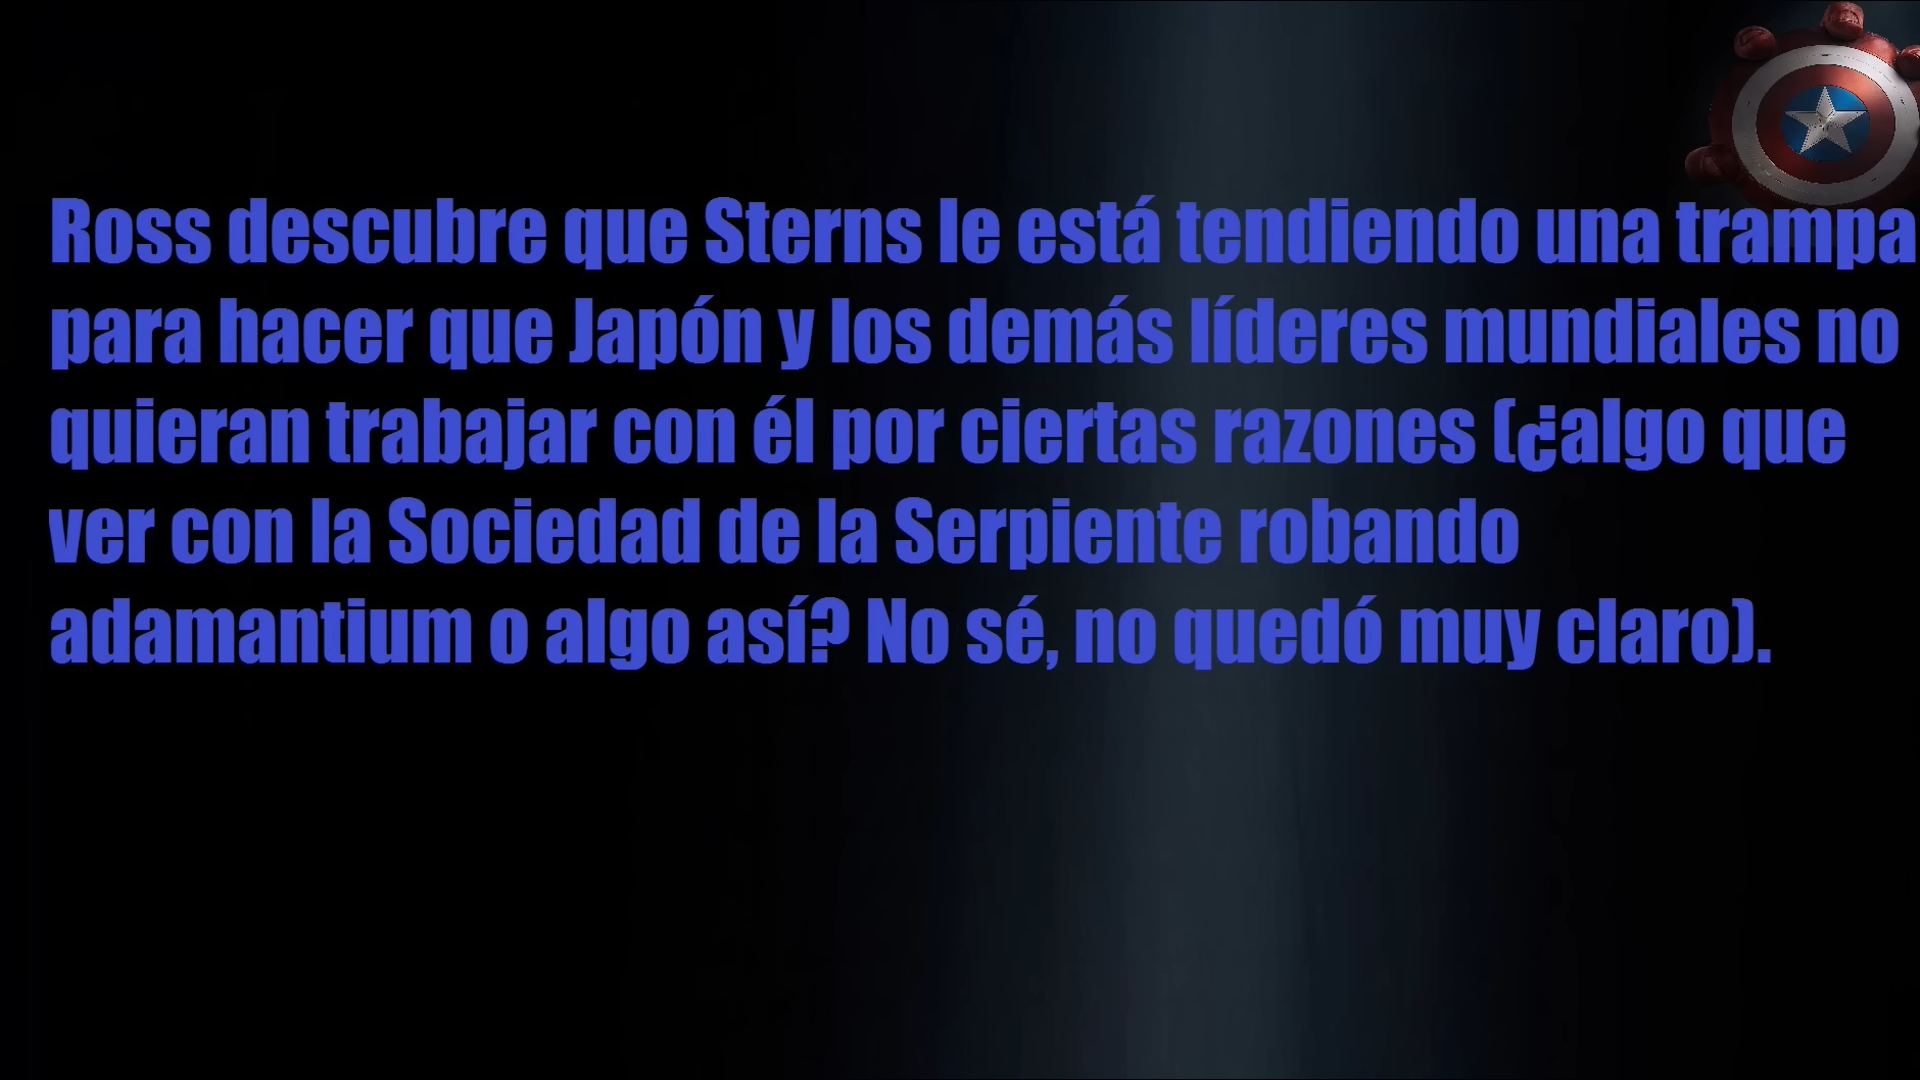 Ross descubre que Sterns le está tendiendo una trampa
para hacer que Japón y los demás líderes mundiales no
quieran trabajar con él por ciertas razones (¿algo que
ver con la Sociedad de la Serpiente robando
adamantium o algo así? No sé, no quedó muy claro).